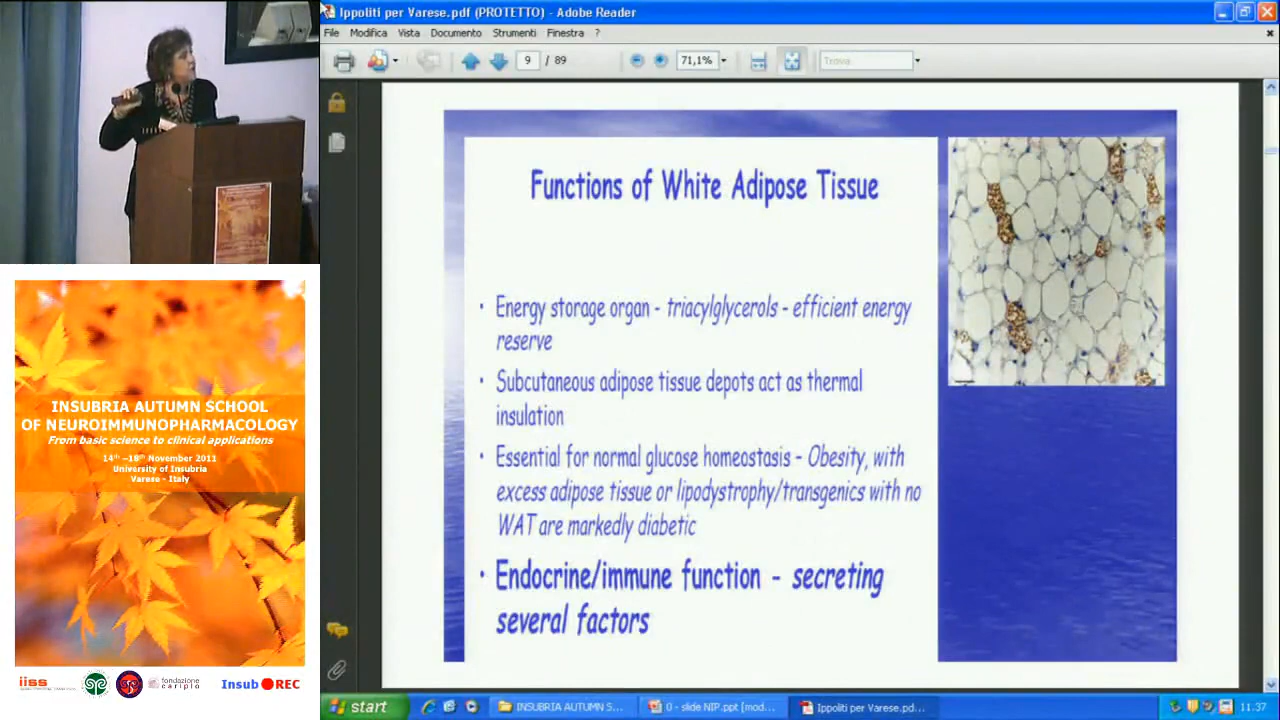 Ippoliti per Varese.pdf (PROTETTO) - Adobe Reader
File Modifica Vista Documento Strumenti Finestra ?
9 / 89 71,1% Trova
Functions of White Adipose Tissue
• Energy storage organ - triacylglycerols - efficient energy
reserve
• Subcutaneous adipose tissue depots act as thermal
insulation
• Essential for normal glucose homeostasis - Obesity, with
excess adipose tissue or lipodystrophy/transgenics with no
WAT are markedly diabetic
• Endocrine/immune function - secreting
several factors
INSUBRIA AUTUMN SCHOOL
OF NEUROIMMUNOPHARMACOLOGY
From basic science to clinical applications
14th –18th November 2011
University of Insubria
Varese - Italy
iiss
fondazione
cariplo
Insub REC
start
INSUBRIA AUTUMN S...
0 - slide NIP.ppt [mod...
Ippoliti per Varese.pd...
11.37